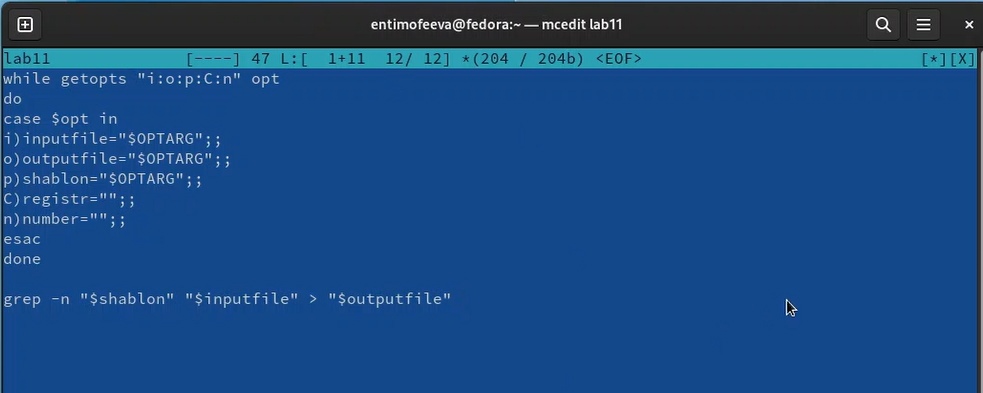 entimofeeva@fedora:~ — mcedit lab11
lab11 [----] 47 L:[ 1+11 12/ 12] *(204 / 204b) <EOF> [*][X]
while getopts "i:o:p:C:n" opt
do
case $opt in
i)inputfile="$OPTARG";;
o)outputfile="$OPTARG";;
p)shablon="$OPTARG";;
C)registr="";;
n)number="";;
esac
done
grep -n "$shablon" "$inputfile" > "$outputfile"